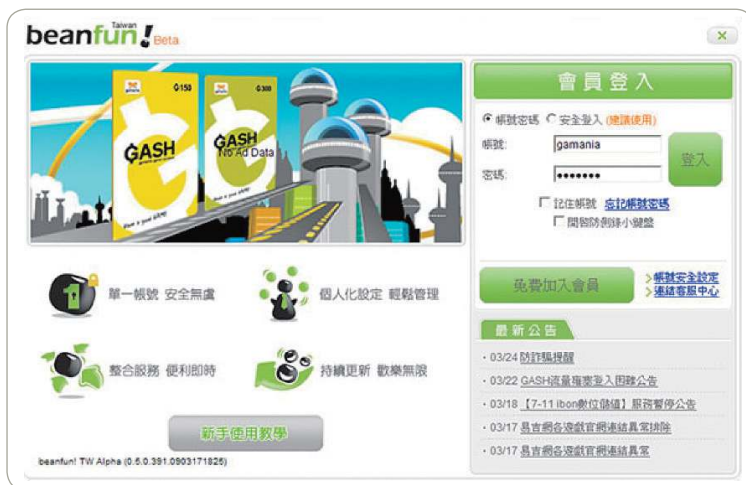 beanfun! Taiwan Beta
G150
G300
GASH
GASH
No Ad Data
會員登入
帳號密碼 安全登入 (建議使用)
帳號: gamania
密碼: •••••••
登入
記住帳號 忘記帳號密碼
開啟防側錄小鍵盤
免費加入會員
帳號安全設定
連結客服中心
單一帳號 安全無虞
個人化設定 輕鬆管理
整合服務 便利即時
持續更新 歡樂無限
新手使用教學
beanfun! TW Alpha (0.6.0.391.0903171825)
最新公告
· 03/24 防詐騙提醒
· 03/22 GASH流量壅塞登入困難公告
· 03/18 【7-11 ibon數位儲值】服務暫停公告
· 03/17 易吉網各遊戲官網連結異常排除
· 03/17 易吉網各遊戲官網連結異常